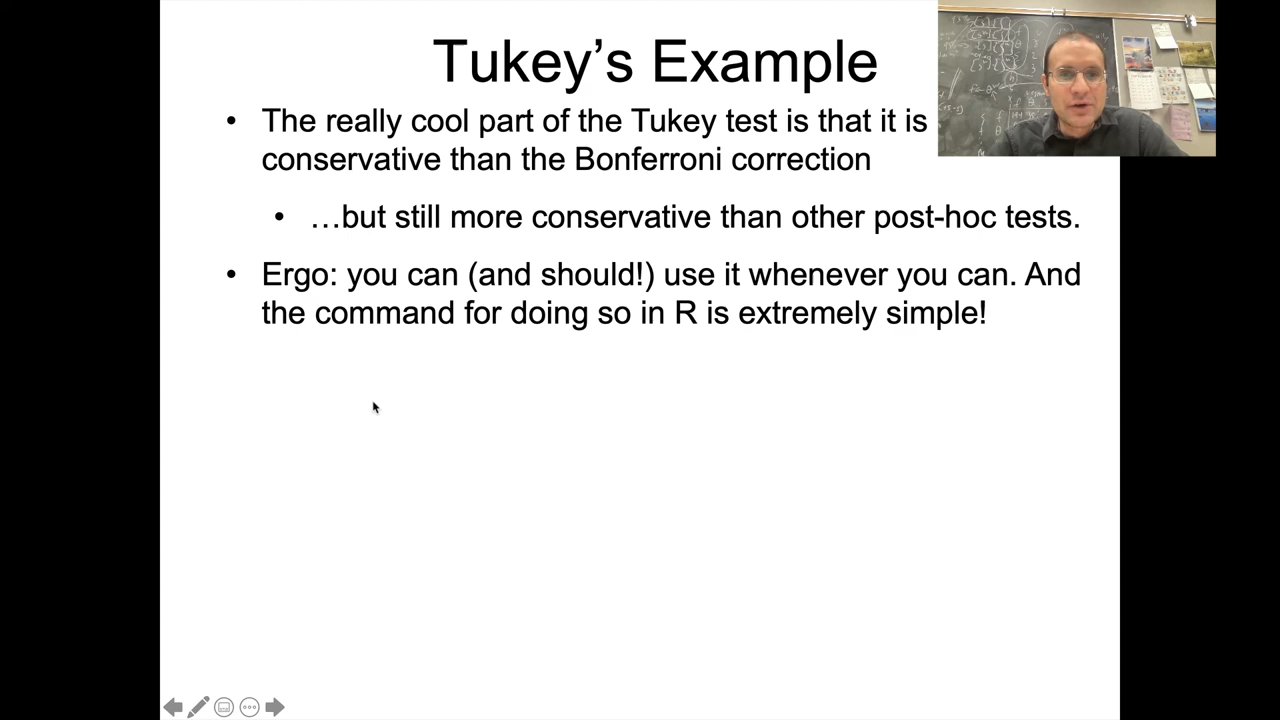 Tukey's Example
• The really cool part of the Tukey test is that it is
conservative than the Bonferroni correction
• …but still more conservative than other post-hoc tests.
• Ergo: you can (and should!) use it whenever you can. And
the command for doing so in R is extremely simple!